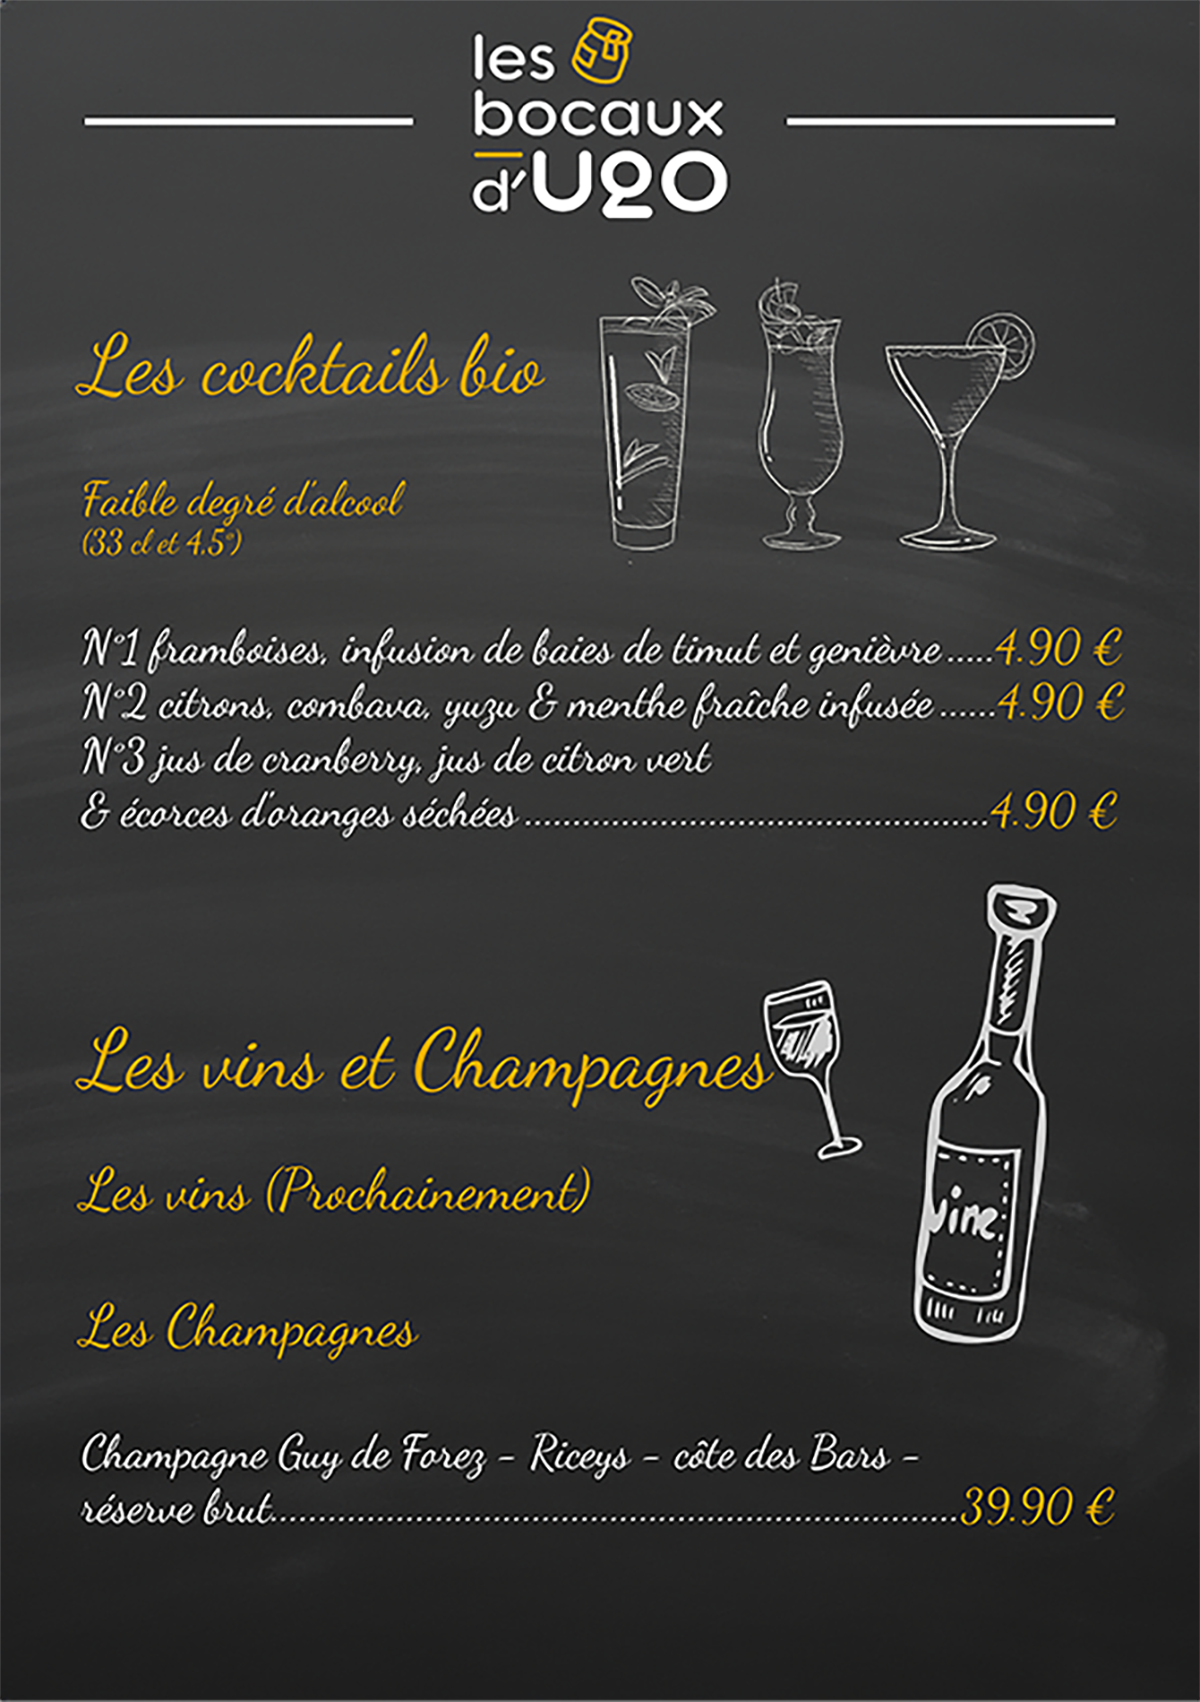 les
bocaux
d'Ugo
Les cocktails bio
Faible degré d'alcool
(33 cl et 4.5°)
N°1 framboises, infusion de baies de timut et genièvre.....4.90 €
N°2 citrons, combava, yuzu & menthe fraîche infusée......4.90 €
N°3 jus de cranberry, jus de citron vert
& écorces d'oranges séchées................................................4.90 €
Les vins et Champagnes
Les vins (Prochainement)
vine
Les Champagnes
Champagne Guy de Forez - Riceys - côte des Bars -
réserve brut.......................................................................39.90 €